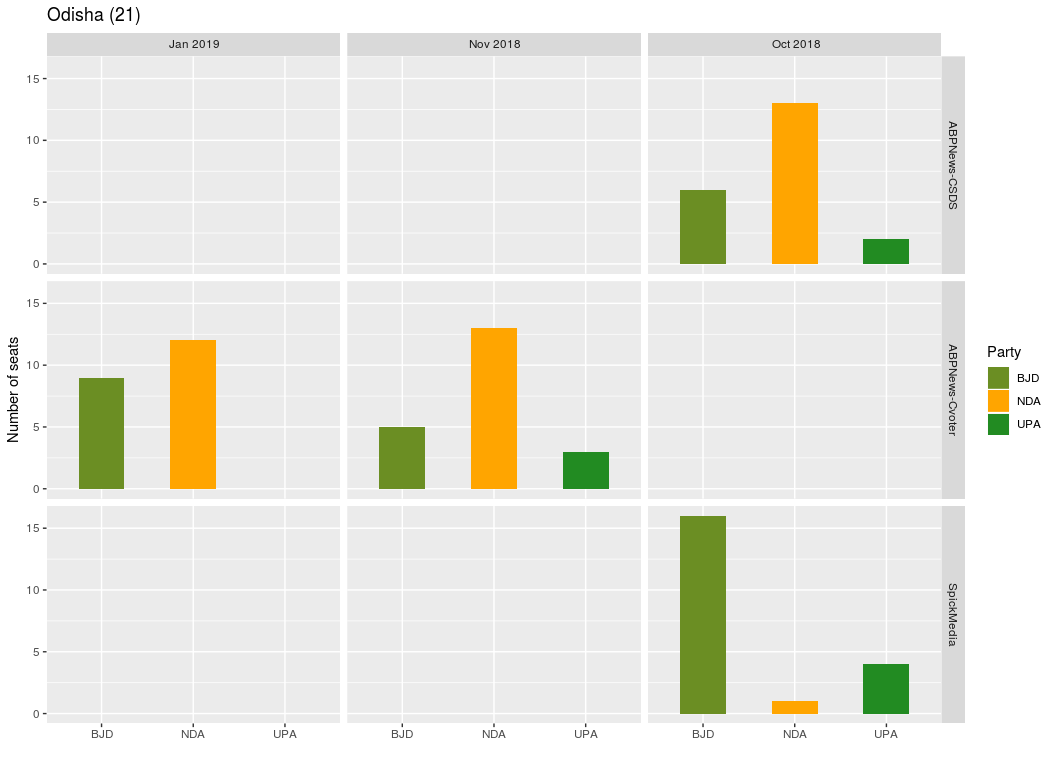 Odisha (21)
Jan 2019
Nov 2018
Oct 2018
15
10
5
0
ABPNews-CSDS
15
10
5
0
ABPNews-Cvoter
15
10
5
0
SpickMedia
Number of seats
BJD
NDA
UPA
BJD
NDA
UPA
BJD
NDA
UPA
Party
BJD
NDA
UPA